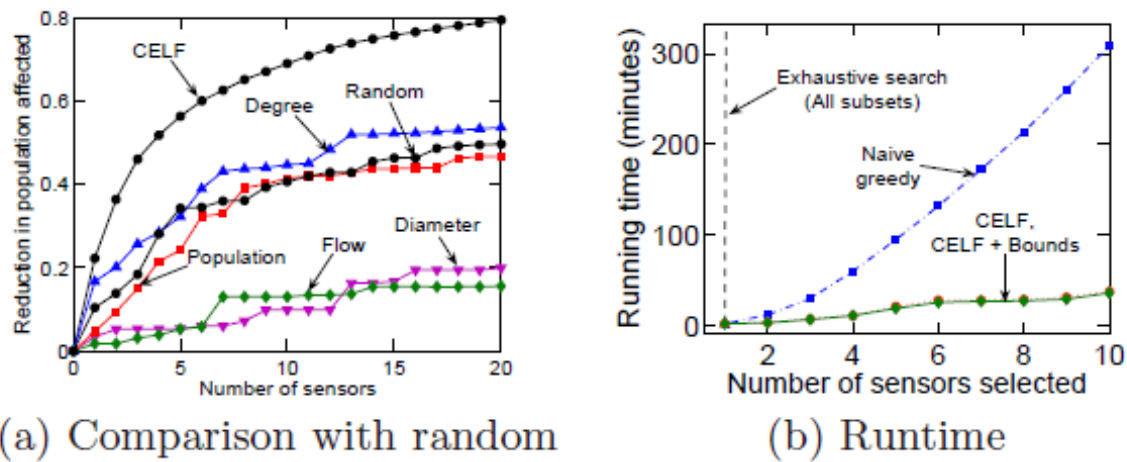 Reduction in population affected
0.8
0.6
0.4
0.2
0
CELF
Degree
Random
Population
Flow
Diameter
0 5 10 15 20
Number of sensors
(a) Comparison with random
Running time (minutes)
300
200
100
0
Exhaustive search
(All subsets)
Naive
greedy
CELF,
CELF + Bounds
2 4 6 8 10
Number of sensors selected
(b) Runtime